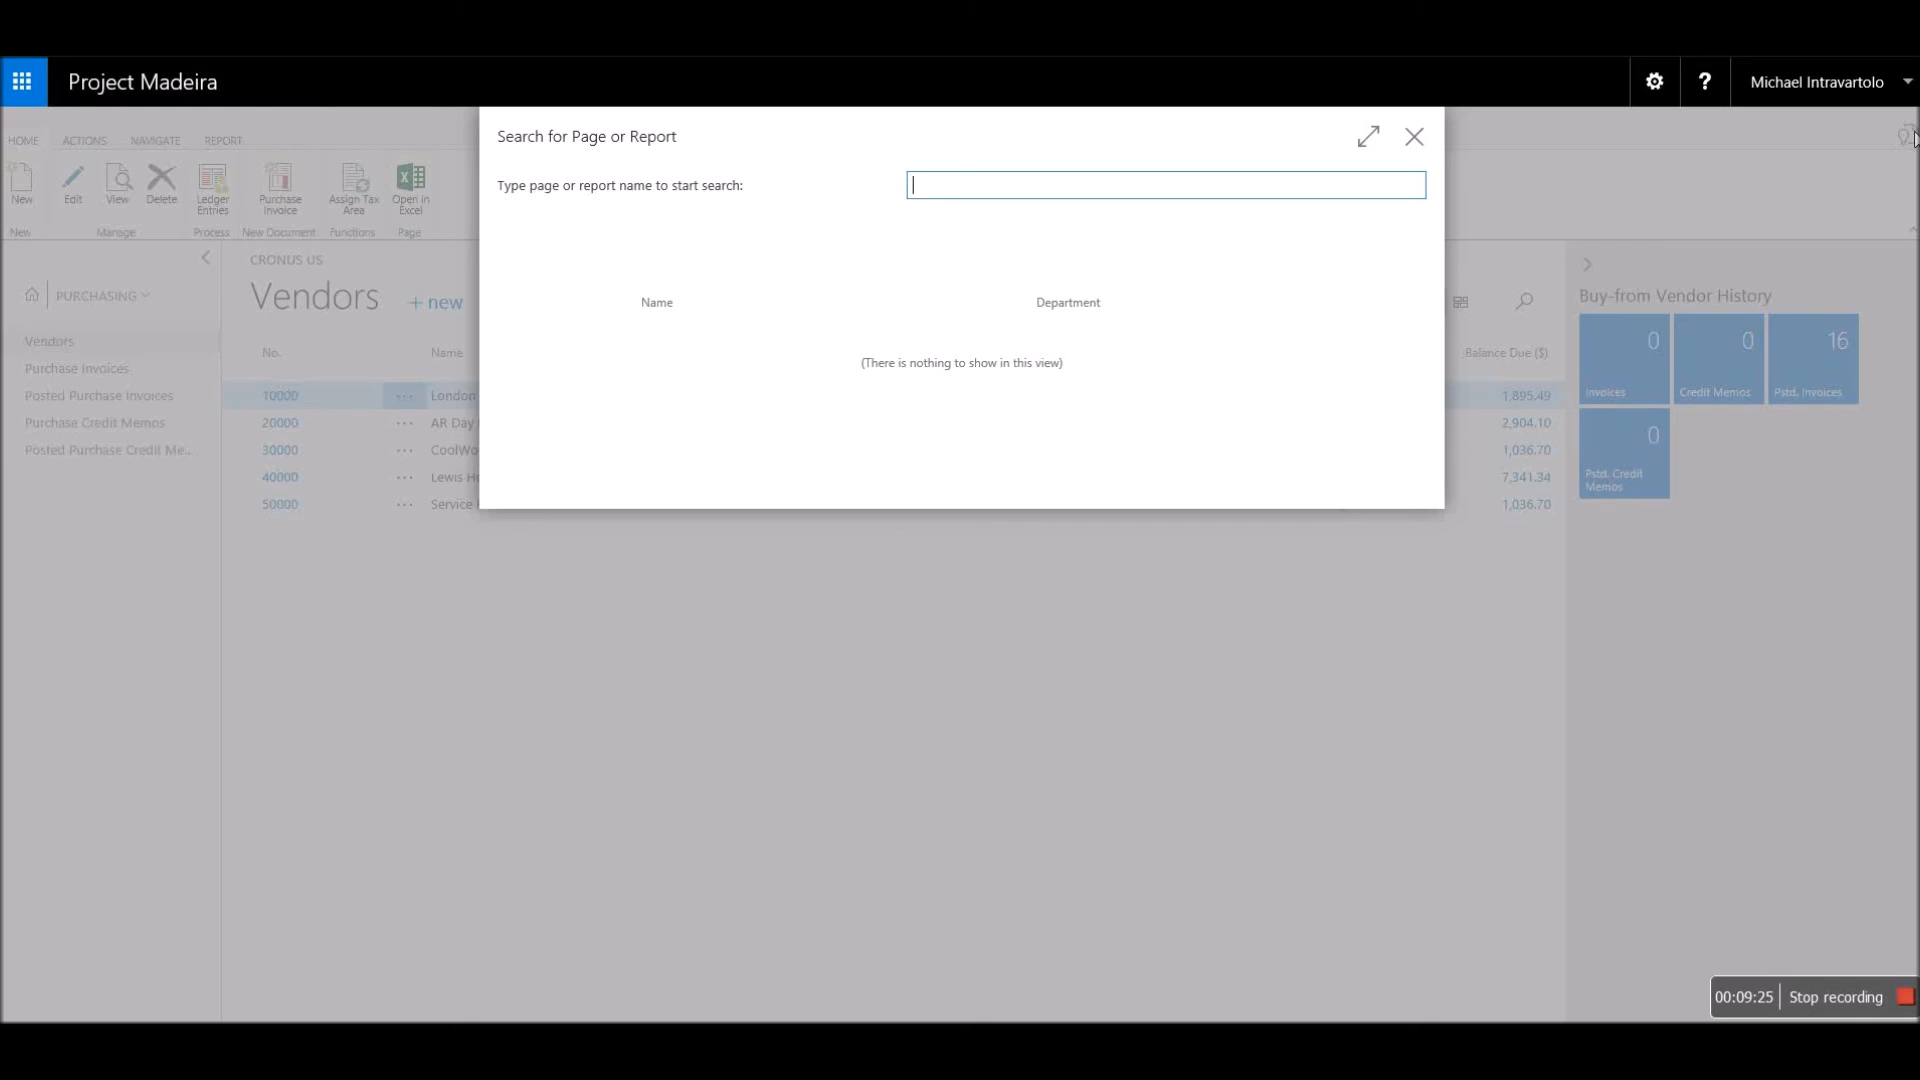 Project Madeira
?
Michael Intravartolo
HOME ACTIONS NAVIGATE REPORT
New
Edit
View
Delete
Ledger
Entries
Purchase
Invoice
Assign Tax
Area
Open in
Excel
New
Manage
Process
New Document
Functions
Page
Search for Page or Report
Type page or report name to start search:
Name Department
(There is nothing to show in this view)
PURCHASING
Vendors
Purchase Invoices
Posted Purchase Invoices
Purchase Credit Memos
Posted Purchase Credit Me...
CRONUS US
Vendors + new
No. Name Balance Due ($)
10000 ... London 1,895.49
20000 ... AR Day 2,904.10
30000 ... CoolWo 1,036.70
40000 ... Lewis H 7,341.34
50000 ... Service 1,036.70
Buy-from Vendor History
0
Invoices
0
Credit Memos
16
Pstd. Invoices
0
Pstd. Credit
Memos
00:09:25 Stop recording